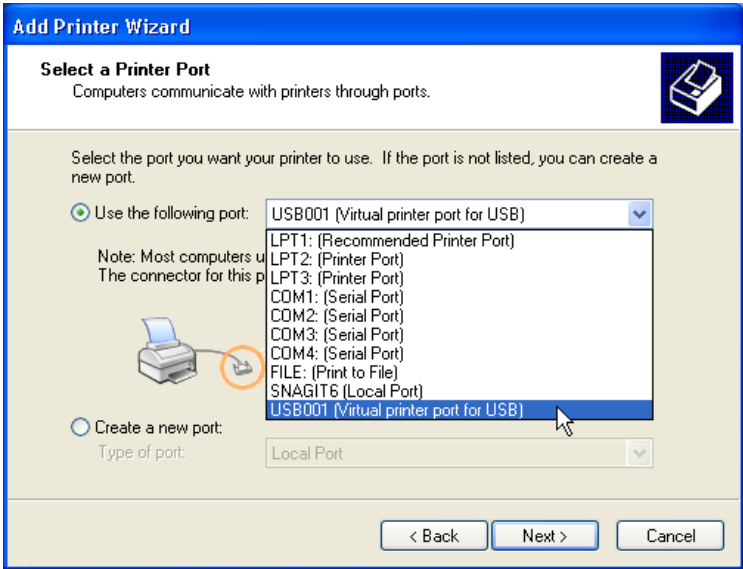 Add Printer Wizard
Select a Printer Port
Computers communicate with printers through ports.
Select the port you want your printer to use. If the port is not listed, you can create a
new port.
Use the following port:
USB001 (Virtual printer port for USB)
Note: Most computers u
The connector for this p
LPT1: (Recommended Printer Port)
LPT2: (Printer Port)
LPT3: (Printer Port)
COM1: (Serial Port)
COM2: (Serial Port)
COM3: (Serial Port)
COM4: (Serial Port)
FILE: (Print to File)
SNAGIT6 (Local Port)
USB001 (Virtual printer port for USB)
Create a new port:
Type of port:
Local Port
< Back
Next >
Cancel